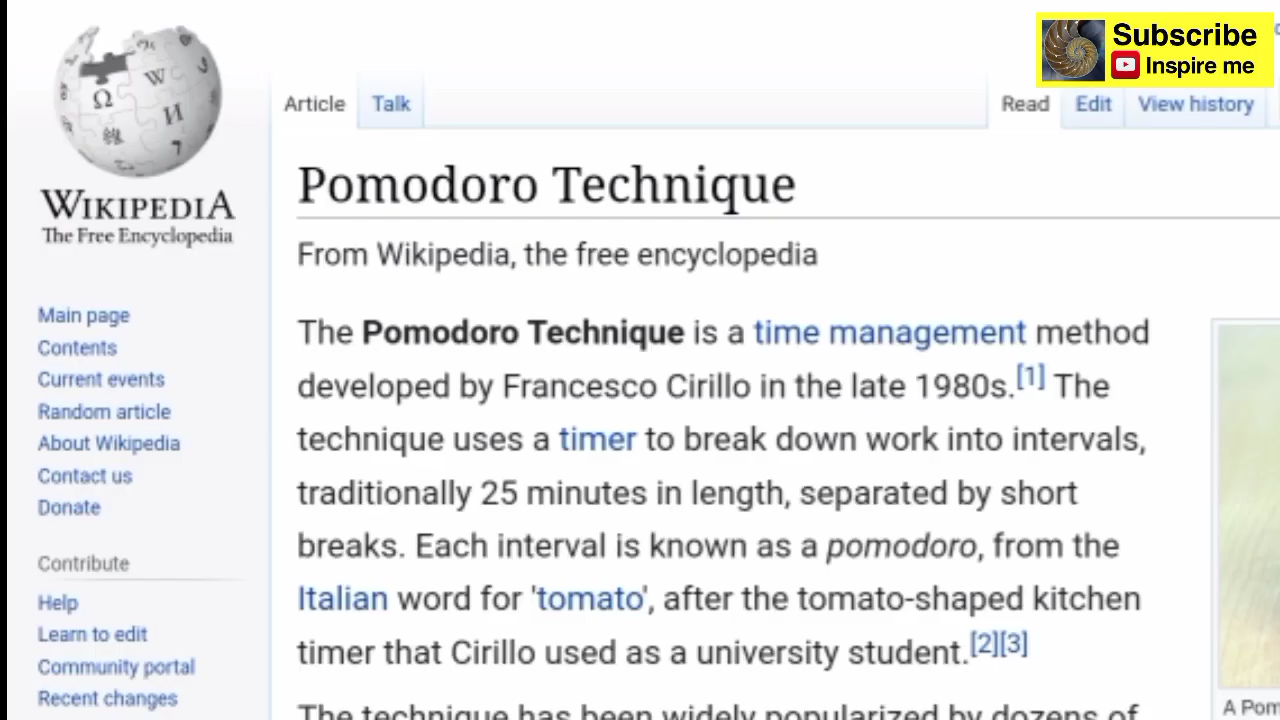 Subscribe
Inspire me
Article
Talk
Read
Edit
View history
WIKIPEDIA
The Free Encyclopedia
Main page
Contents
Current events
Random article
About Wikipedia
Contact us
Donate
Contribute
Help
Learn to edit
Community portal
Recent changes
Pomodoro Technique
From Wikipedia, the free encyclopedia
The Pomodoro Technique is a time management method
developed by Francesco Cirillo in the late 1980s.[1] The
technique uses a timer to break down work into intervals,
traditionally 25 minutes in length, separated by short
breaks. Each interval is known as a pomodoro, from the
Italian word for 'tomato', after the tomato-shaped kitchen
timer that Cirillo used as a university student.[2][3]
The technique has been widely popularized by dozens of
A Pom